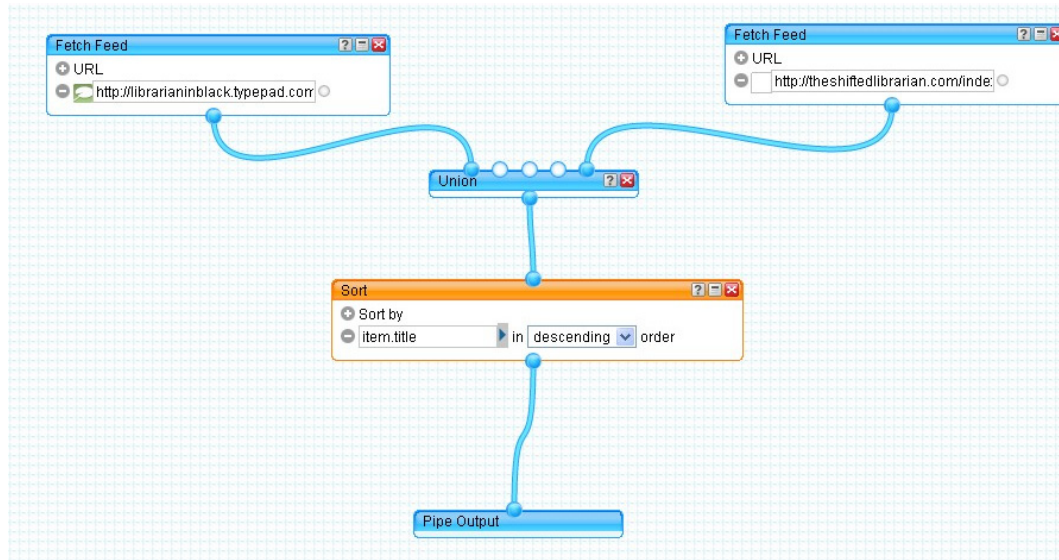 Fetch Feed
URL
http://librarianinblack.typepad.com
Fetch Feed
URL
http://theshiftedlibrarian.com/inde
Union
Sort
Sort by
item.title in descending order
Pipe Output